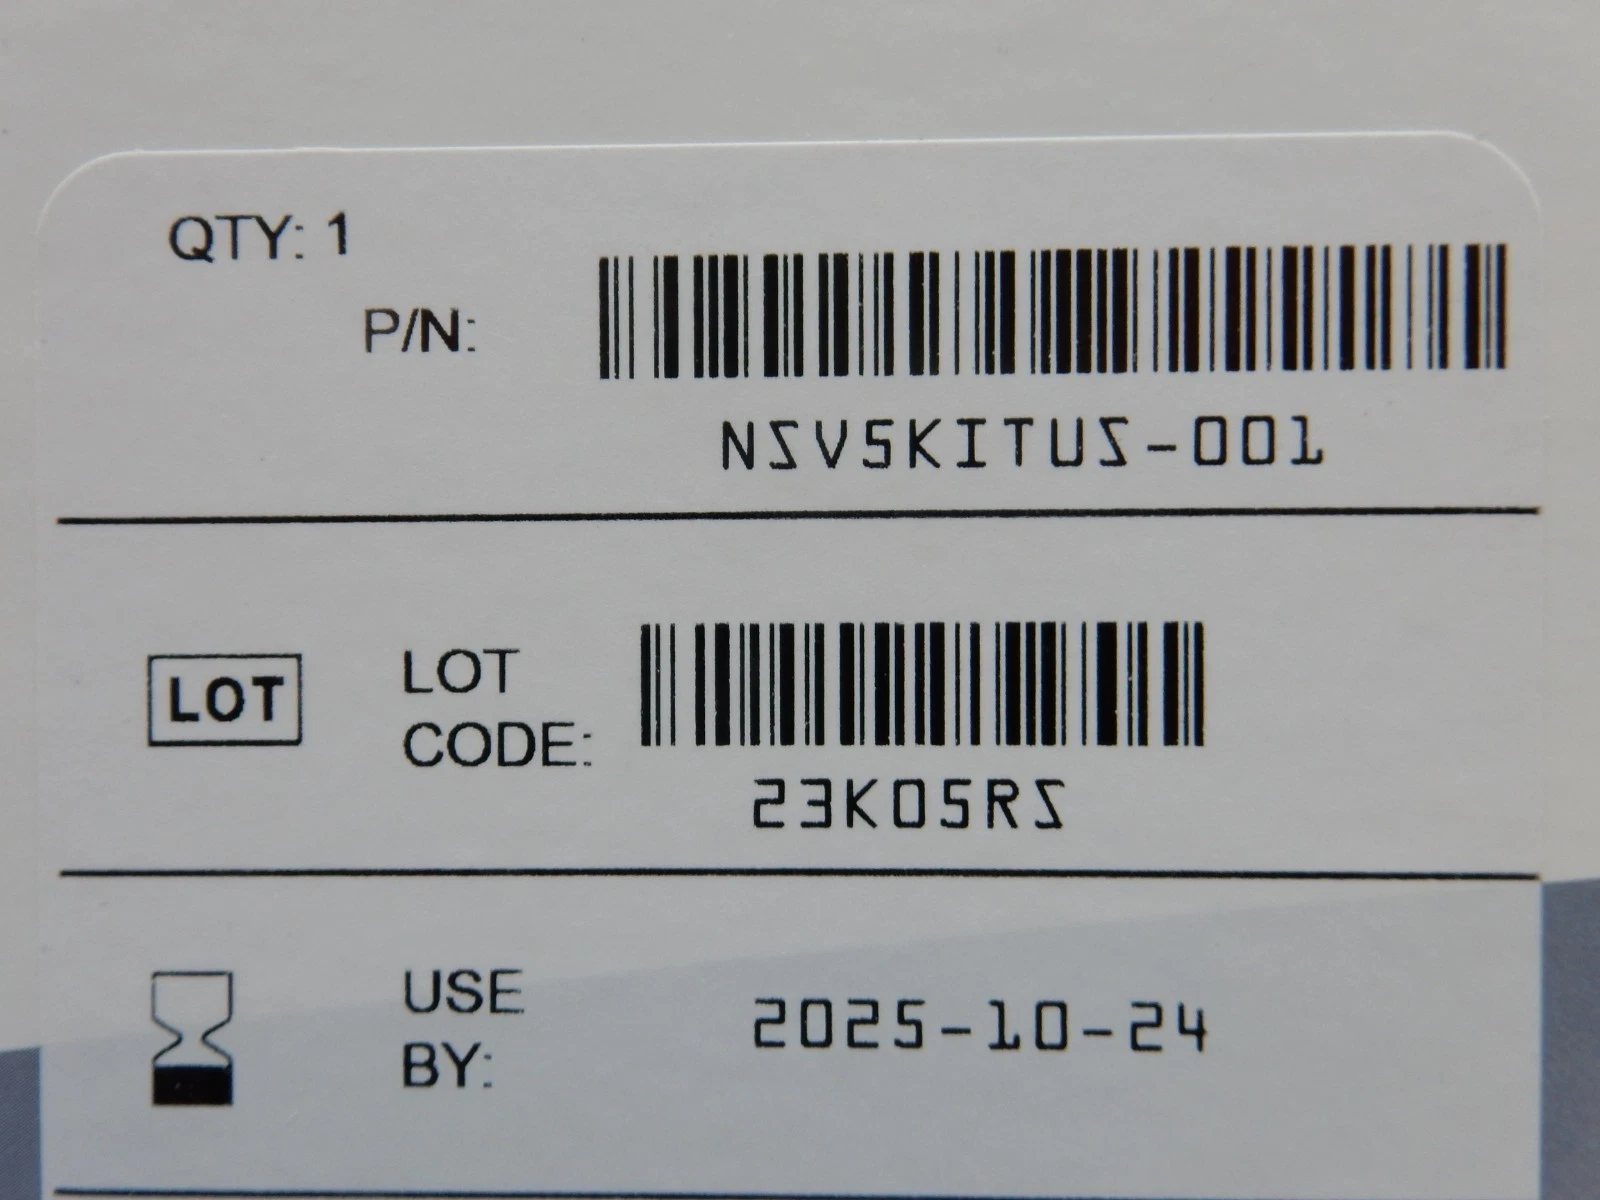 QTY: 1
P/N:
NSV5KITUS-001
LOT
LOT
CODE:
23K05RS
USE
BY:
2025-10-24